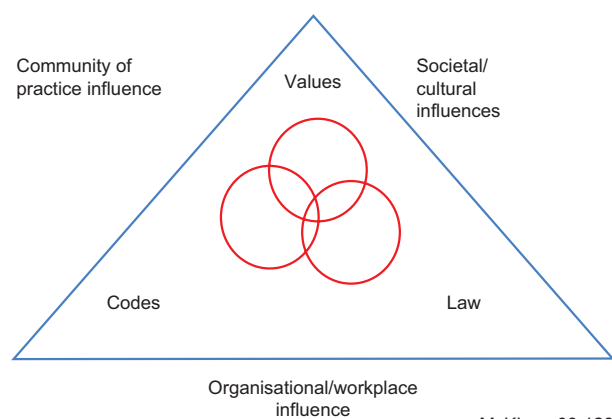 Community of
practice influence
Values
Societal/
cultural
influences
Codes
Law
Organisational/workplace
influence